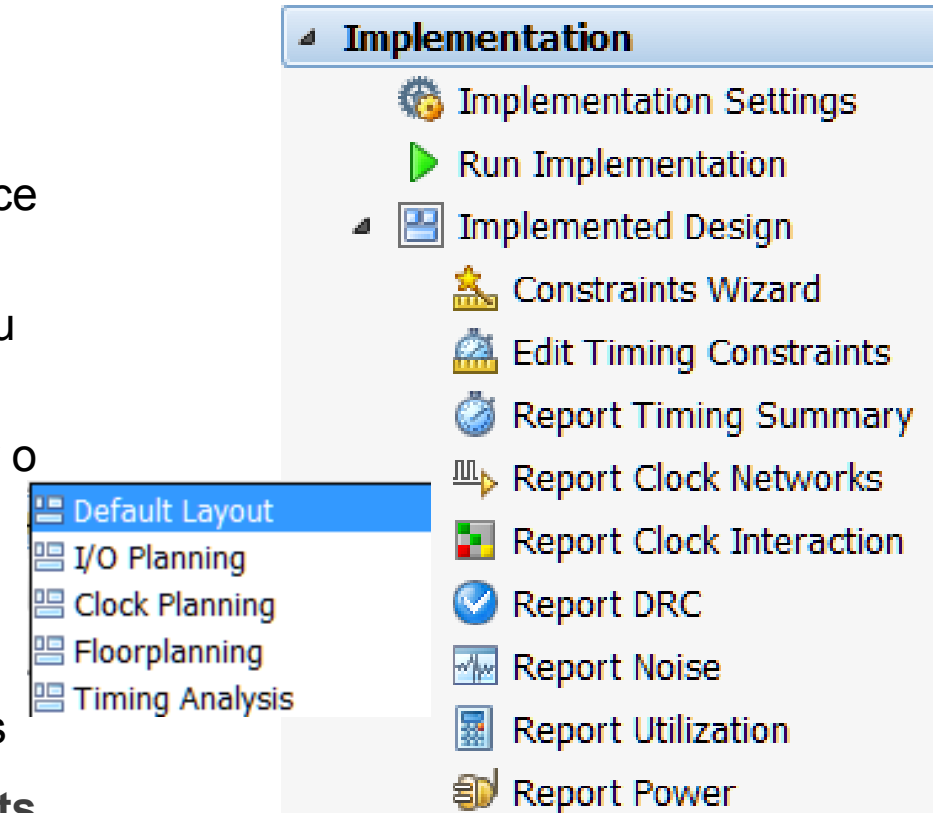 Implementation
Implementation Settings
Run Implementation
Implemented Design
Constraints Wizard
Edit Timing Constraints
Report Timing Summary
Report Clock Networks
Report Clock Interaction
Report DRC
Report Noise
Report Utilization
Report Power
Default Layout
I/O Planning
Clock Planning
Floorplanning
Timing Analysis